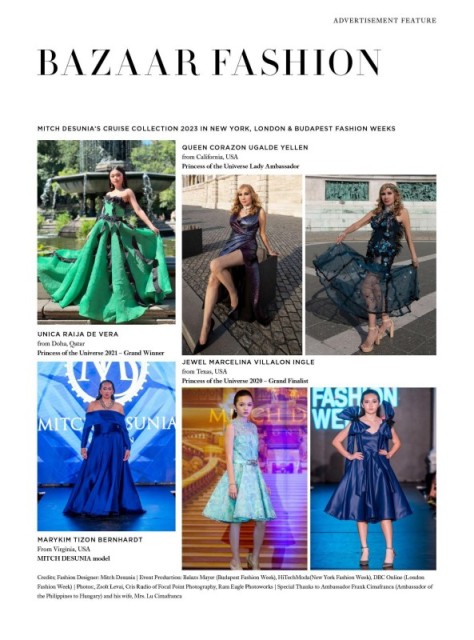 ADVERTISEMENT FEATURE
BAZAAR FASHION
MITCH DESUNIA'S CRUISE COLLECTION 2023 IN NEW YORK, LONDON & BUDAPEST FASHION WEEKS
QUEEN CORAZON UGALDE YELLEN
from California, USA
Princess of the Universe Lady Ambassador
UNICA RAIJA DE VERA
from Doha, Qatar
Princess of the Universe 2021 – Grand Winner
JEWEL MARCELINA VILLALON INGLE
from Texas, USA
Princess of the Universe 2020 – Grand Finalist
MITCH DESUNIA
MITCH D
FASHION
WE
MARYKIM TIZON BERNHARDT
From Virginia, USA
MITCH DESUNIA model
Credits; Fashion Designer: Mitch Desunia | Event Production: Balazs Mayer (Budapest Fashion Week), HiTechModa(New York Fashion Week), DRC Online (London
Fashion Week) | Photos:, Zsolt Levai, Cris Radio of Focal Point Photography, Ram Eagle Photoworks | Special Thanks to Ambassador Frank Cimafranca (Ambassador of
the Philippines to Hungary) and his wife, Mrs. Lu Cimafranca